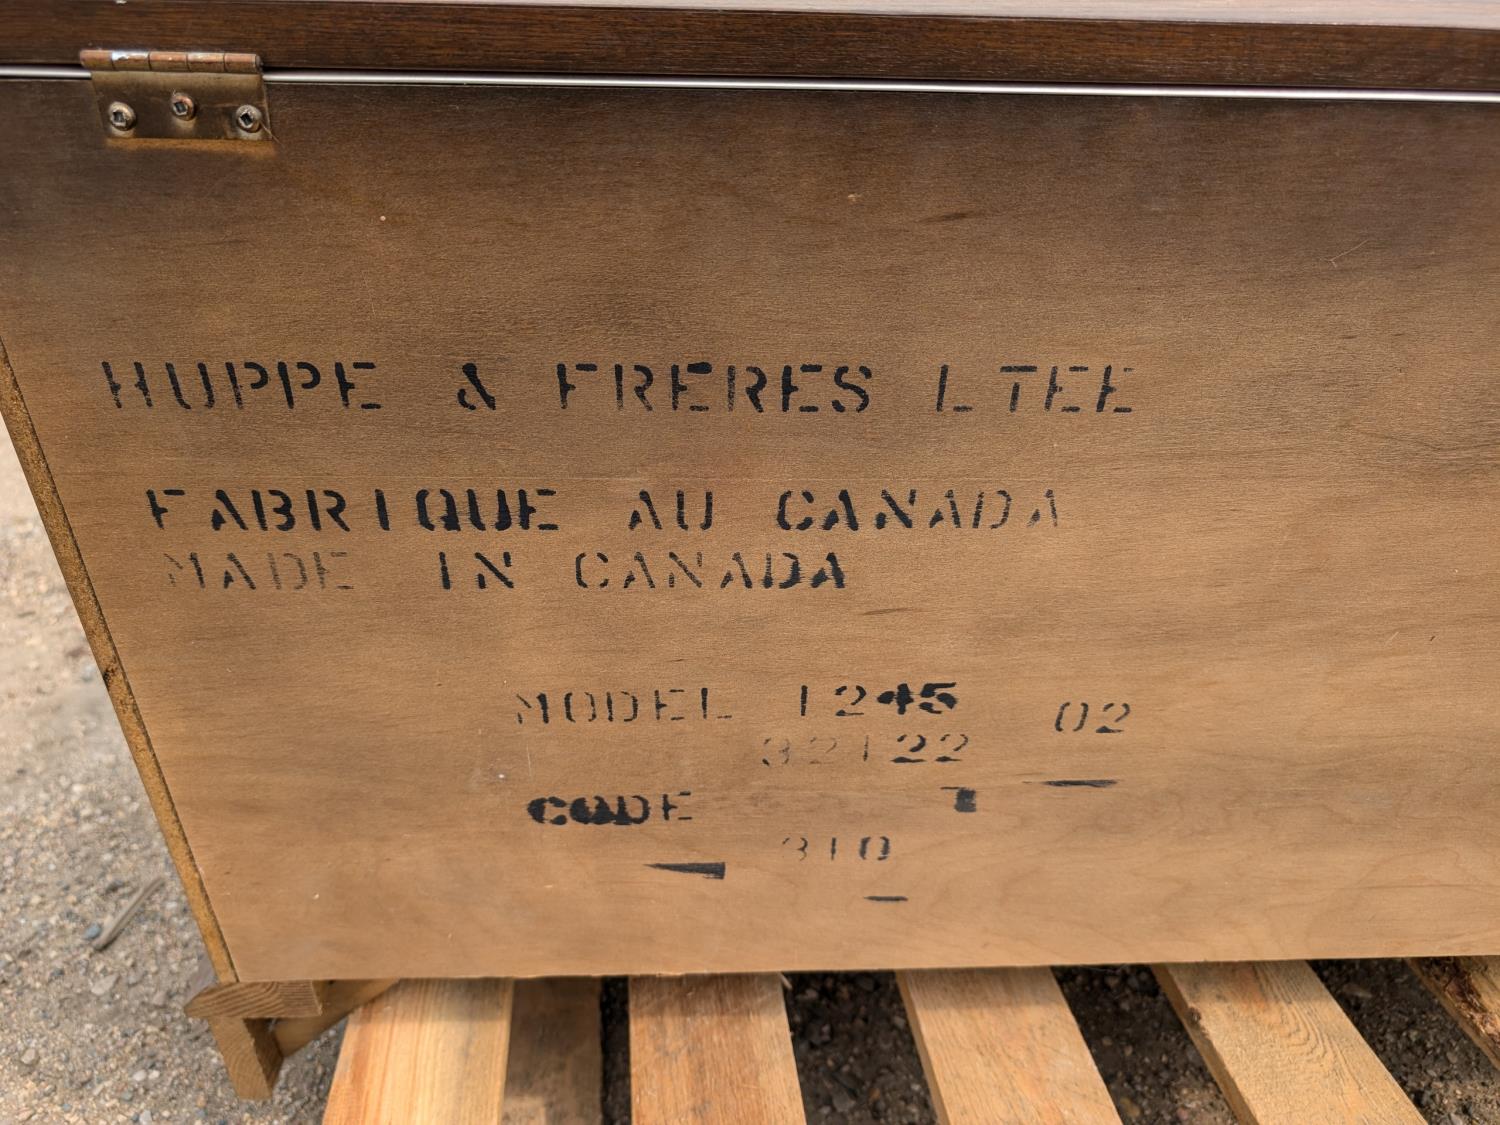 HUPPE & FRERES LTEE
FABRIQUE AU CANADA
MADE IN CANADA
MODEL 1245 02
32122
CODE
310